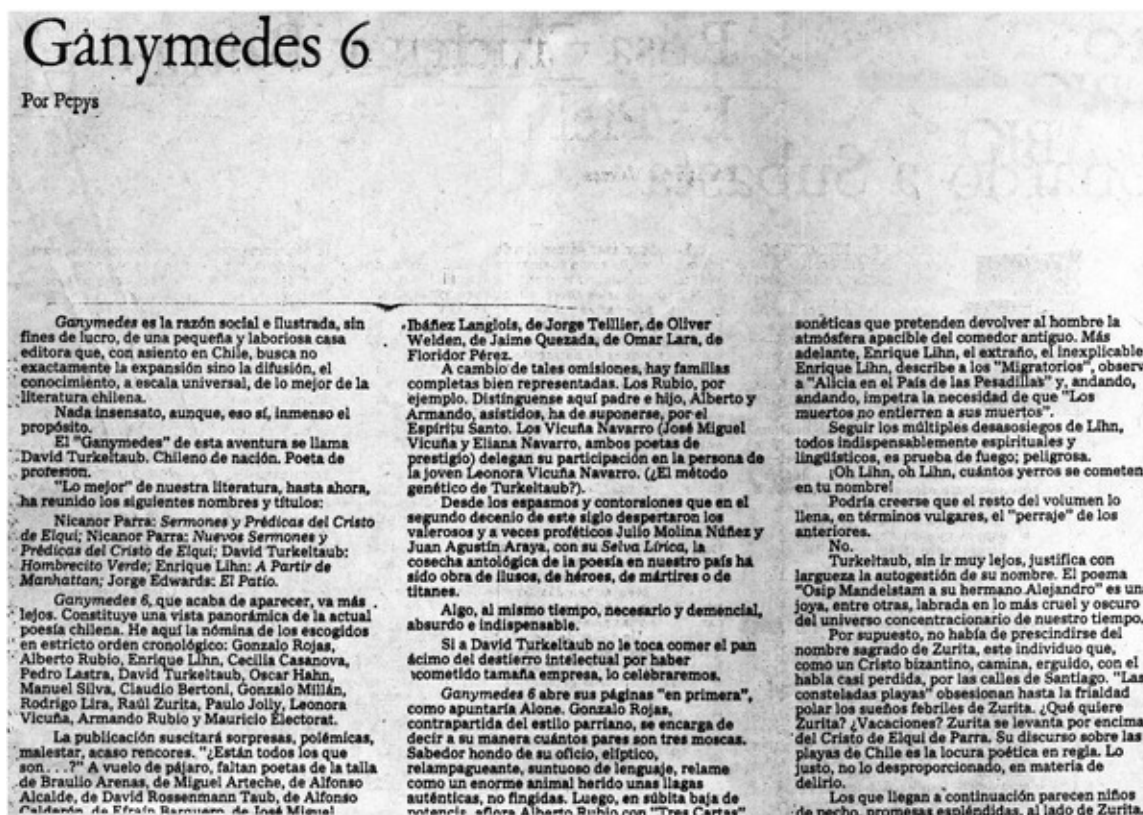 Ganymedes 6
Por Pepys
Ganymedes es la razón social e ilustrada, sin
fines de lucro, de una pequeña y laboriosa casa
editora que, con asiento en Chile, busca no
exactamente la expansión sino la difusión, el
conocimiento, a escala universal, de lo mejor de la
literatura chilena.
Nada insensato, aunque, eso sí, inmenso el
propósito.
El "Ganymedes" de esta aventura se llama
David Turkeltaub. Chileno de nación. Poeta de
profesión.
"Lo mejor" de nuestra literatura, hasta ahora,
ha reunido los siguientes nombres y títulos:
Nicanor Parra: Sermones y Prédicas del Cristo
de Elqui; Nicanor Parra: Nuevos Sermones y
Prédicas del Cristo de Elqui; David Turkeltaub:
Hombrecito Verde; Enrique Lihn: A Partir de
Manhattan; Jorge Edwards: El Patio.
Ganymedes 6, que acaba de aparecer, va más
lejos. Constituye una vista panorámica de la actual
poesía chilena. He aquí la nómina de los escogidos
en estricto orden cronológico: Gonzalo Rojas,
Alberto Rubio, Enrique Lihn, Cecilia Casanova,
Pedro Lastra, David Turkeltaub, Oscar Hahn,
Manuel Silva, Claudio Bertoni, Gonzalo Millán,
Rodrigo Lira, Raúl Zurita, Paulo Jolly, Leonora
Vicuña, Armando Rubio y Mauricio Electorat.
La publicación suscitará sorpresas, polémicas,
malestar, acaso rencores. "¿Están todos los que
son. . .?" A vuelo de pájaro, faltan poetas de la talla
de Braulio Arenas, de Miguel Arteche, de Alfonso
Alcalde, de David Rossenmann Taub, de Alfonso
Calderón, de Efraín Barquero, de José Miguel
Ibáñez Langlois, de Jorge Teillier, de Oliver
Welden, de Jaime Quezada, de Omar Lara, de
Floridor Pérez.
A cambio de tales omisiones, hay familias
completas bien representadas. Los Rubio, por
ejemplo. Distínguense aquí padre e hijo, Alberto y
Armando, asistidos, ha de suponerse, por el
Espíritu Santo. Los Vicuña Navarro (José Miguel
Vicuña y Eliana Navarro, ambos poetas de
prestigio) delegan su participación en la persona de
la joven Leonora Vicuña Navarro. (¿El método
genético de Turkeltaub?).
Desde los espasmos y contorsiones que en el
segundo decenio de este siglo despertaron los
valerosos y a veces proféticos Julio Molina Núñez y
Juan Agustín Araya, con su Selva Lírica, la
cosecha antológica de la poesía en nuestro país ha
sido obra de ilusos, de héroes, de mártires o de
titanes.
Algo, al mismo tiempo, necesario y demencial,
absurdo e indispensable.
Si a David Turkeltaub no le toca comer el pan
ácimo del destierro intelectual por haber
acometido tamaña empresa, lo celebraremos.
Ganymedes 6 abre sus páginas "en primera",
como apuntaría Alone. Gonzalo Rojas,
contrapartida del estilo parriano, se encarga de
decir a su manera cuántos pares son tres moscas.
Sabedor hondo de su oficio, elíptico,
relampagueante, suntuoso de lenguaje, relame
como un enorme animal herido unas llagas
auténticas, no fingidas. Luego, en súbita baja de
potencia, aflora Alberto Rubio con "Tres Cartas"
sonéticas que pretenden devolver al hombre la
atmósfera apacible del comedor antiguo. Más
adelante, Enrique Lihn, el extraño, el inexplicable
Enrique Lihn, describe a los "Migratorios", observ
a "Alicia en el País de las Pesadillas" y, andando,
andando, impetra la necesidad de que "Los
muertos no entierren a sus muertos".
Seguir los múltiples desasosiegos de Lihn,
todos indispensablemente espirituales y
lingüísticos, es prueba de fuego; peligrosa.
¡Oh Lihn, oh Lihn, cuántos yerros se cometen
en tu nombre!
Podría creerse que el resto del volumen lo
llena, en términos vulgares, el "perraje" de los
anteriores.
No.
Turkeltaub, sin ir muy lejos, justifica con
largueza la autogestión de su nombre. El poema
"Osip Mandelstam a su hermano Alejandro" es una
joya, entre otras, labrada en lo más cruel y oscuro
del universo concentracionario de nuestro tiempo.
Por supuesto, no había de prescindirse del
nombre sagrado de Zurita, este individuo que,
como un Cristo bizantino, camina, erguido, con el
habla casi perdida, por las calles de Santiago. "Las
consteladas playas" obsesionan hasta la frialdad
polar los sueños febriles de Zurita. ¿Qué quiere
Zurita? ¿Vacaciones? Zurita se levanta por encima
del Cristo de Elqui de Parra. Su discurso sobre las
playas de Chile es la locura poética en regla. Lo
justo, no lo desproporcionado, en materia de
delirio.
Los que llegan a continuación parecen niños
de pecho, promesas espléndidas, al lado de Zurita.